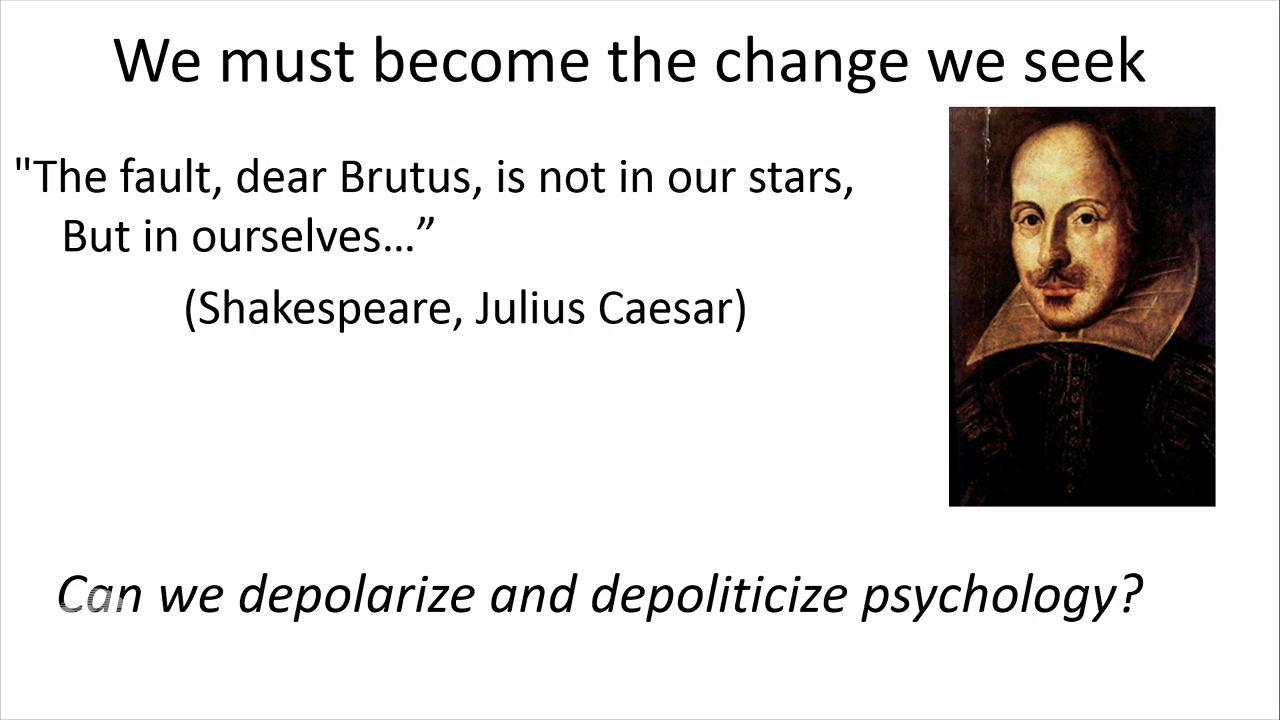 We must become the change we seek
"The fault, dear Brutus, is not in our stars,
But in ourselves…”
(Shakespeare, Julius Caesar)
Can we depolarize and depoliticize psychology?